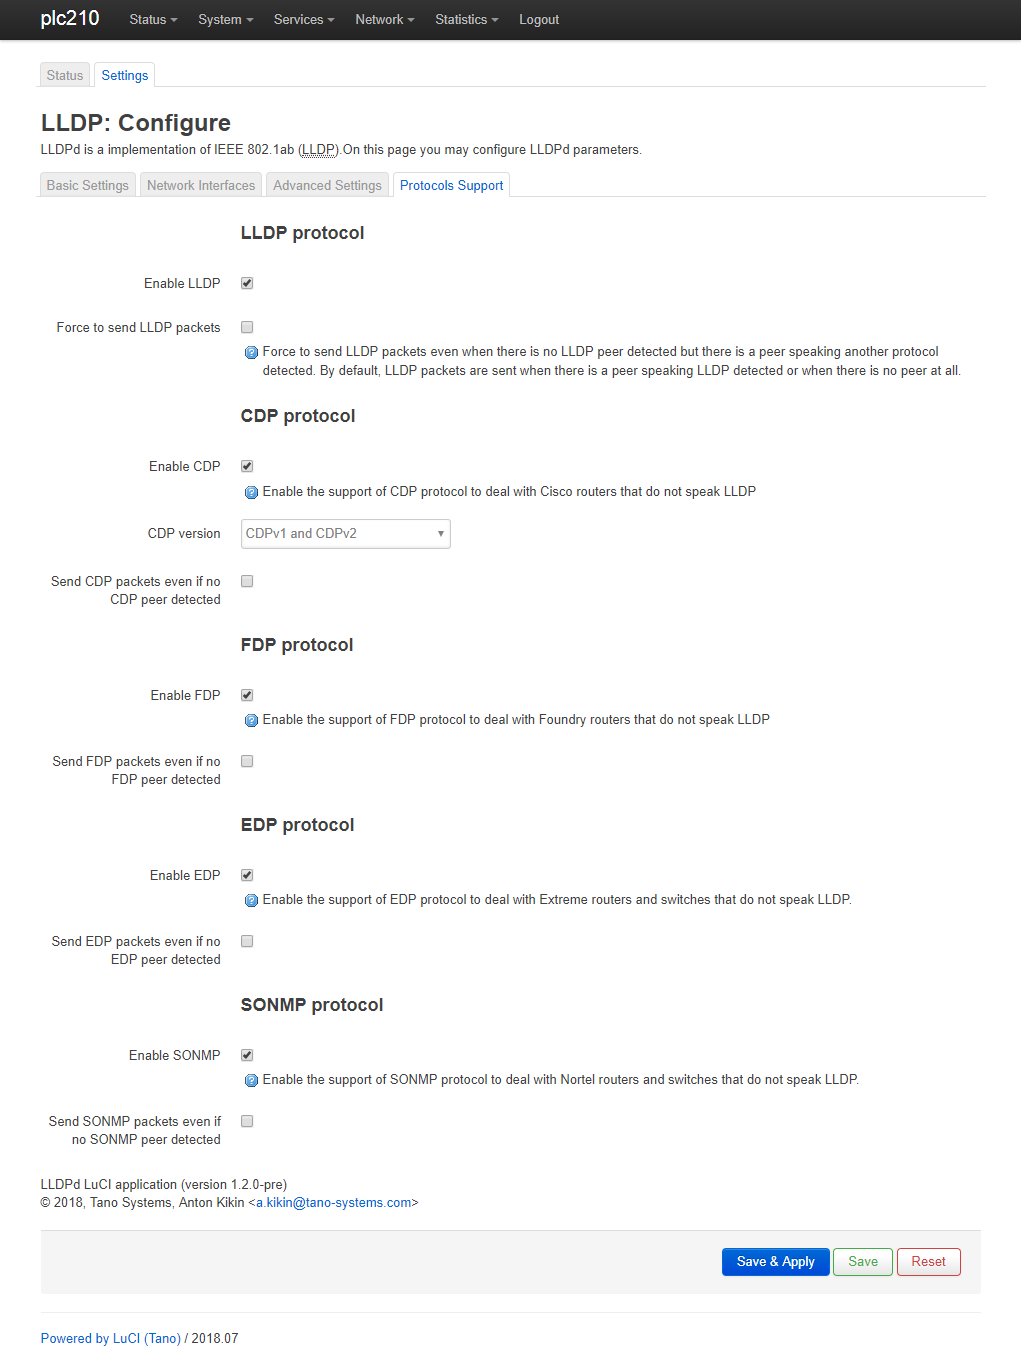 plc210 Status System Services Network Statistics Logout
Status Settings
LLDP: Configure
LLDPd is a implementation of IEEE 802.1ab (LLDP).On this page you may configure LLDPd parameters.
Basic Settings Network Interfaces Advanced Settings Protocols Support
LLDP protocol
Enable LLDP
Force to send LLDP packets
Force to send LLDP packets even when there is no LLDP peer detected but there is a peer speaking another protocol
detected. By default, LLDP packets are sent when there is a peer speaking LLDP detected or when there is no peer at all.
CDP protocol
Enable CDP
Enable the support of CDP protocol to deal with Cisco routers that do not speak LLDP
CDP version CDPv1 and CDPv2
Send CDP packets even if no
CDP peer detected
FDP protocol
Enable FDP
Enable the support of FDP protocol to deal with Foundry routers that do not speak LLDP
Send FDP packets even if no
FDP peer detected
EDP protocol
Enable EDP
Enable the support of EDP protocol to deal with Extreme routers and switches that do not speak LLDP.
Send EDP packets even if no
EDP peer detected
SONMP protocol
Enable SONMP
Enable the support of SONMP protocol to deal with Nortel routers and switches that do not speak LLDP.
Send SONMP packets even if
no SONMP peer detected
LLDPd LuCI application (version 1.2.0-pre)
© 2018, Tano Systems, Anton Kikin <a.kikin@tano-systems.com>
Save & Apply Save Reset
Powered by LuCI (Tano) / 2018.07